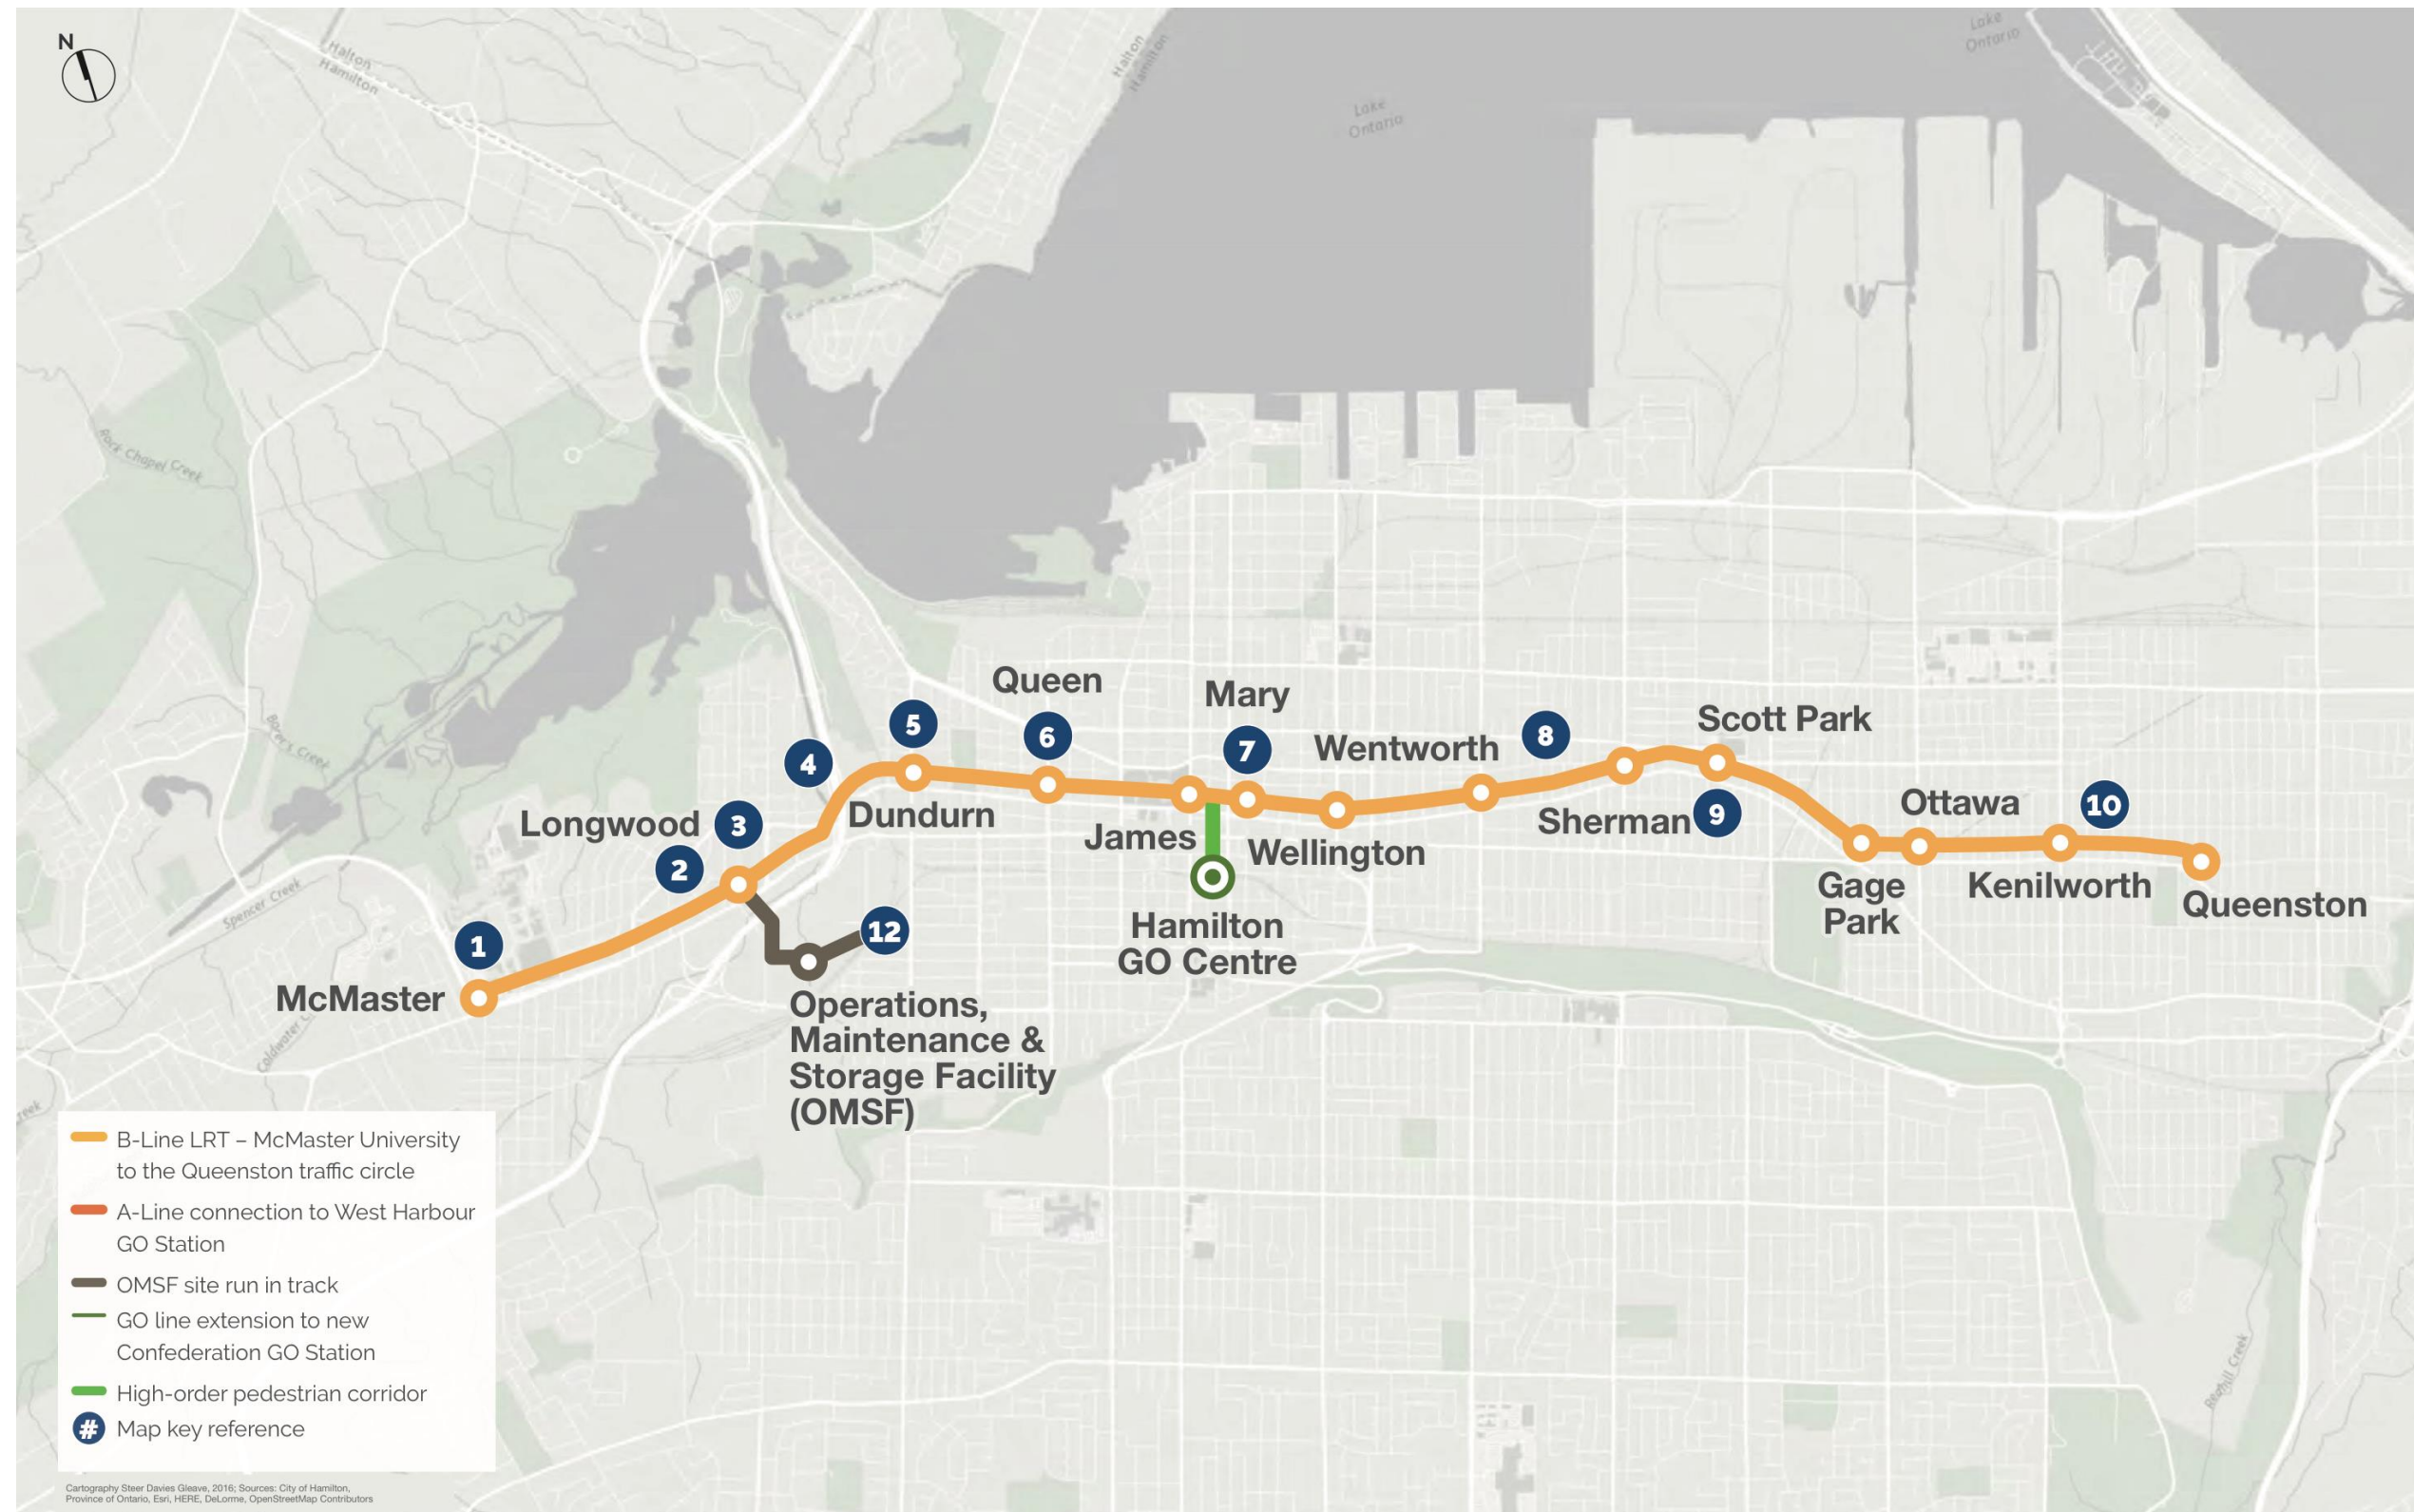 N
Halton
Hamilton
Halton
Hamilton
Lake
Ontario
Lake
Ontario
Rock Chapel Creek
Spencer Creek
Queen
Mary
Scott Park
5
6
7
Wentworth
8
4
Longwood
3
Dundurn
James
Wellington
Sherman
9
Ottawa
10
2
Gage
Park
Kenilworth
Queenston
1
12
Hamilton
GO Centre
McMaster
Operations,
Maintenance &
Storage Facility
(OMSF)
B-Line LRT – McMaster University
to the Queenston traffic circle
A-Line connection to West Harbour
GO Station
OMSF site run in track
GO line extension to new
Confederation GO Station
High-order pedestrian corridor
# Map key reference
Cartography Steer Davies Gleave, 2016; Sources: City of Hamilton,
Province of Ontario, Esri, HERE, DeLorme, OpenStreetMap Contributors